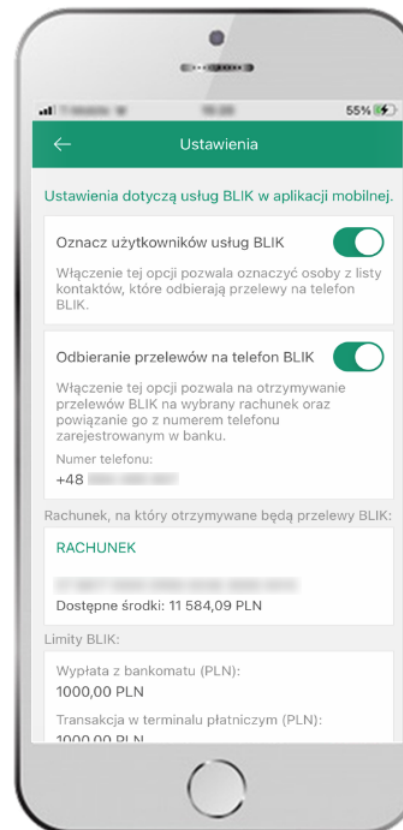 55%
Ustawienia
Ustawienia dotyczą usług BLIK w aplikacji mobilnej.
Oznacz użytkowników usług BLIK
Włączenie tej opcji pozwala oznaczyć osoby z listy
kontaktów, które odbierają przelewy na telefon
BLIK.
Odbieranie przelewów na telefon BLIK
Włączenie tej opcji pozwala na otrzymywanie
przelewów BLIK na wybrany rachunek oraz
powiązanie go z numerem telefonu
zarejestrowanym w banku.
Numer telefonu:
+48
Rachunek, na który otrzymywane będą przelewy BLIK:
RACHUNEK
Dostępne środki: 11 584,09 PLN
Limity BLIK:
Wypłata z bankomatu (PLN):
1000,00 PLN
Transakcja w terminalu płatniczym (PLN):
1000,00 PLN